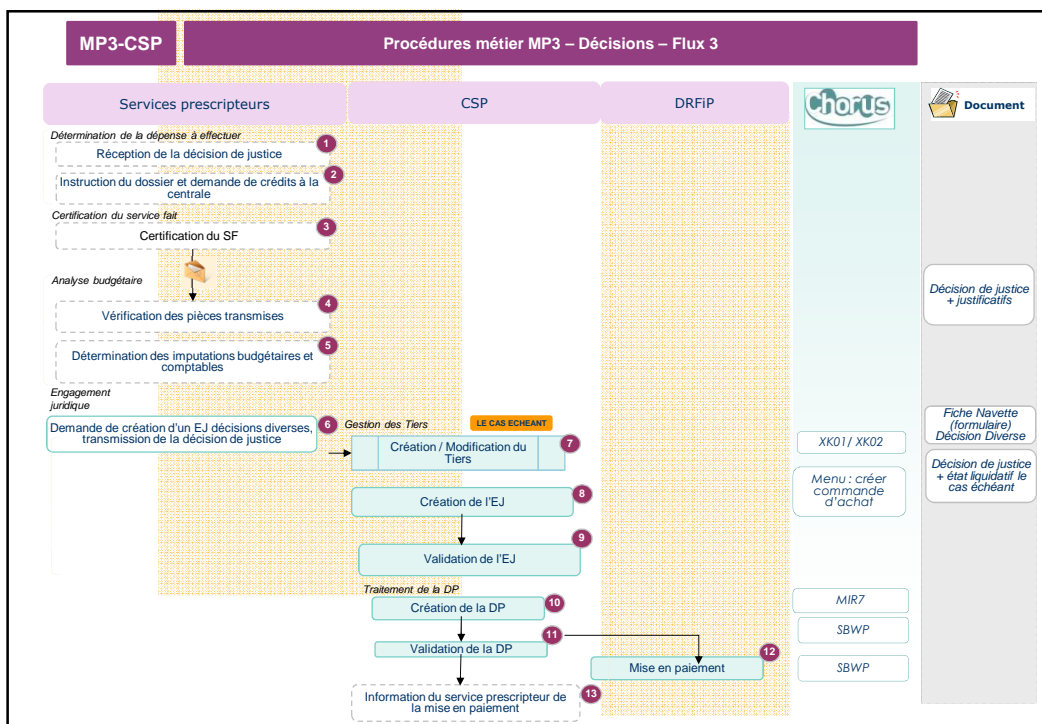 MP3-CSP
Procédures métier MP3 – Décisions – Flux 3
Services prescripteurs
CSP
DRFiP
Chorus
Document
Détermination de la dépense à effectuer
1
Réception de la décision de justice
2
Instruction du dossier et demande de crédits à la
centrale
Certification du service fait
3
Certification du SF
Analyse budgétaire
4
Vérification des pièces transmises
Décision de justice
+ justificatifs
5
Détermination des imputations budgétaires et
comptables
Engagement
juridique
6
Demande de création d'un EJ décisions diverses,
transmission de la décision de justice
Gestion des Tiers
LE CAS ECHEANT
7
Création / Modification du
Tiers
XK01/ XK02
Fiche Navette
(formulaire)
Décision Diverse
8
Création de l'EJ
Menu : créer
commande
d'achat
Décision de justice
+ état liquidatif le
cas échéant
9
Validation de l'EJ
Traitement de la DP
10
Création de la DP
MIR7
11
Validation de la DP
SBWP
12
Mise en paiement
SBWP
13
Information du service prescripteur de
la mise en paiement